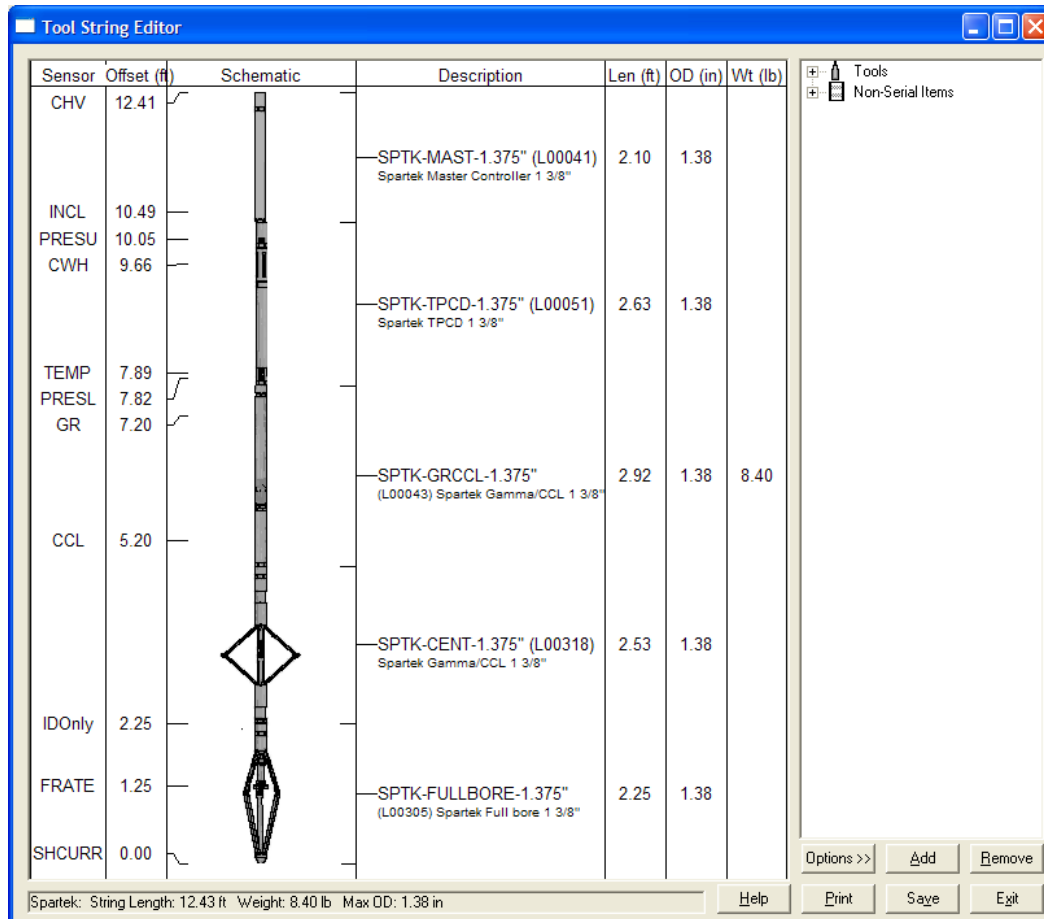 Tool String Editor
Sensor Offset (ft) Schematic Description Len (ft) OD (in) Wt (lb)
Tools
Non-Serial Items
CHV 12.41
SPTK-MAST-1.375" (L00041) 2.10 1.38
Spartek Master Controller 1 3/8"
INCL 10.49
PRESU 10.05
CWH 9.66
SPTK-TPCD-1.375" (L00051) 2.63 1.38
Spartek TPCD 1 3/8"
TEMP 7.89
PRESL 7.82
GR 7.20
SPTK-GRCCL-1.375" 2.92 1.38 8.40
(L00043) Spartek Gamma/CCL 1 3/8"
CCL 5.20
SPTK-CENT-1.375" (L00318) 2.53 1.38
Spartek Gamma/CCL 1 3/8"
IDOnly 2.25
FRATE 1.25
SPTK-FULLBORE-1.375" 2.25 1.38
(L00305) Spartek Full bore 1 3/8"
SHCURR 0.00
Options >> Add Remove
Spartek: String Length: 12.43 ft Weight: 8.40 lb Max OD: 1.38 in
Help Print Save Exit